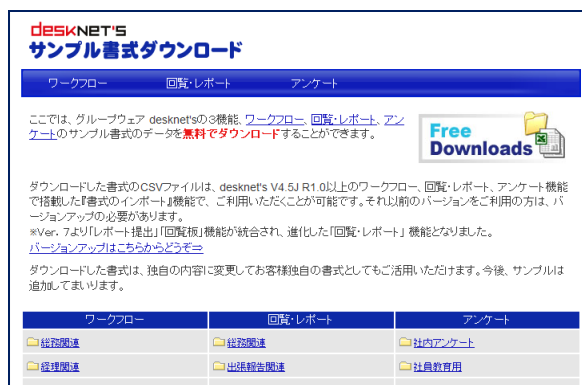 desknet's
サンプル書式ダウンロード
ワークフロー 回覧・レポート アンケート
ここでは、グループウェア desknet'sの3機能、ワークフロー、回覧・レポート、アン
ケートのサンプル書式のデータを無料でダウンロードすることができます。
Free
Downloads
ダウンロードした書式のCSVファイルは、desknet's V4.5J R1.0以上のワークフロー、回覧・レポート、アンケート機能
で搭載した『書式のインポート』機能で、ご利用いただくことが可能です。それ以前のバージョンをご利用の方は、バ
ージョンアップの必要があります。
※Ver. 7より「レポート提出」「回覧板」機能が統合され、進化した「回覧・レポート」 機能となりました。
バージョンアップはこちらからどうぞ⇒
ダウンロードした書式は、独自の内容に変更してお客様独自の書式としてもご活用いただけます。今後、サンプルは
追加してまいります。
ワークフロー 回覧・レポート アンケート
総務関連 総務関連 社内アンケート
経理関連 出張報告関連 社員教育用